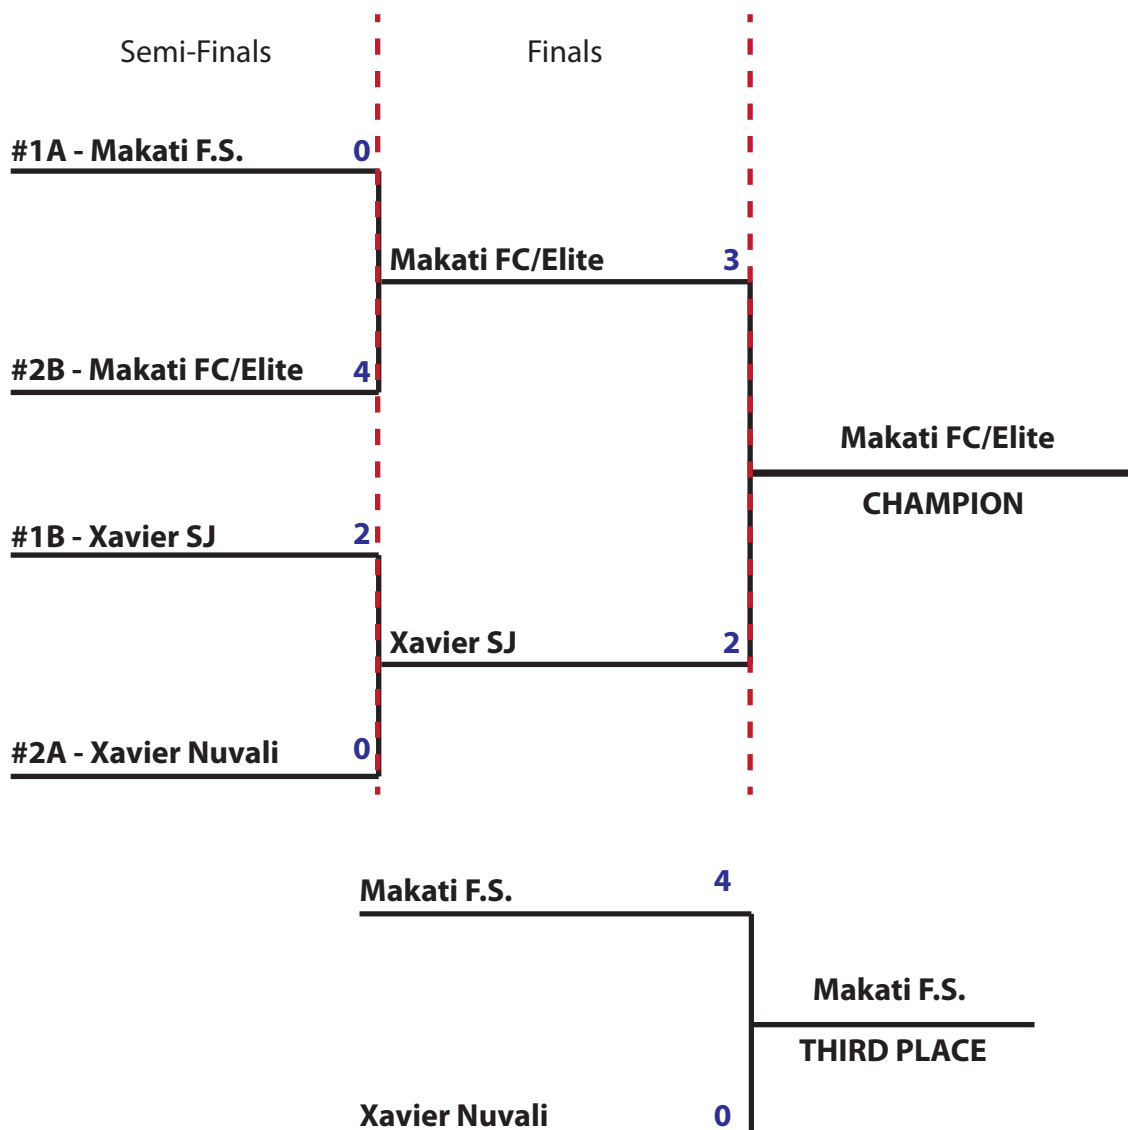 Semi-Finals
Finals
#1A - Makati F.S.
0
Makati FC/Elite
3
#2B - Makati FC/Elite
4
Makati FC/Elite
CHAMPION
#1B - Xavier SJ
2
Xavier SJ
2
#2A - Xavier Nuvali
0
Makati F.S.
4
Makati F.S.
THIRD PLACE
Xavier Nuvali
0